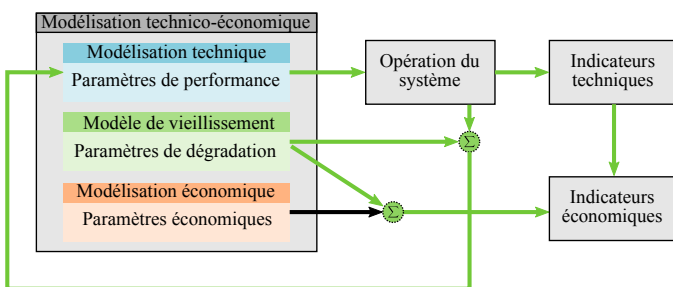 Modélisation technico-économique
Modélisation technique
Paramètres de performance
Opération du
système
Indicateurs
techniques
Modèle de vieillissement
Paramètres de dégradation
Σ
Modélisation économique
Paramètres économiques
Σ
Indicateurs
économiques